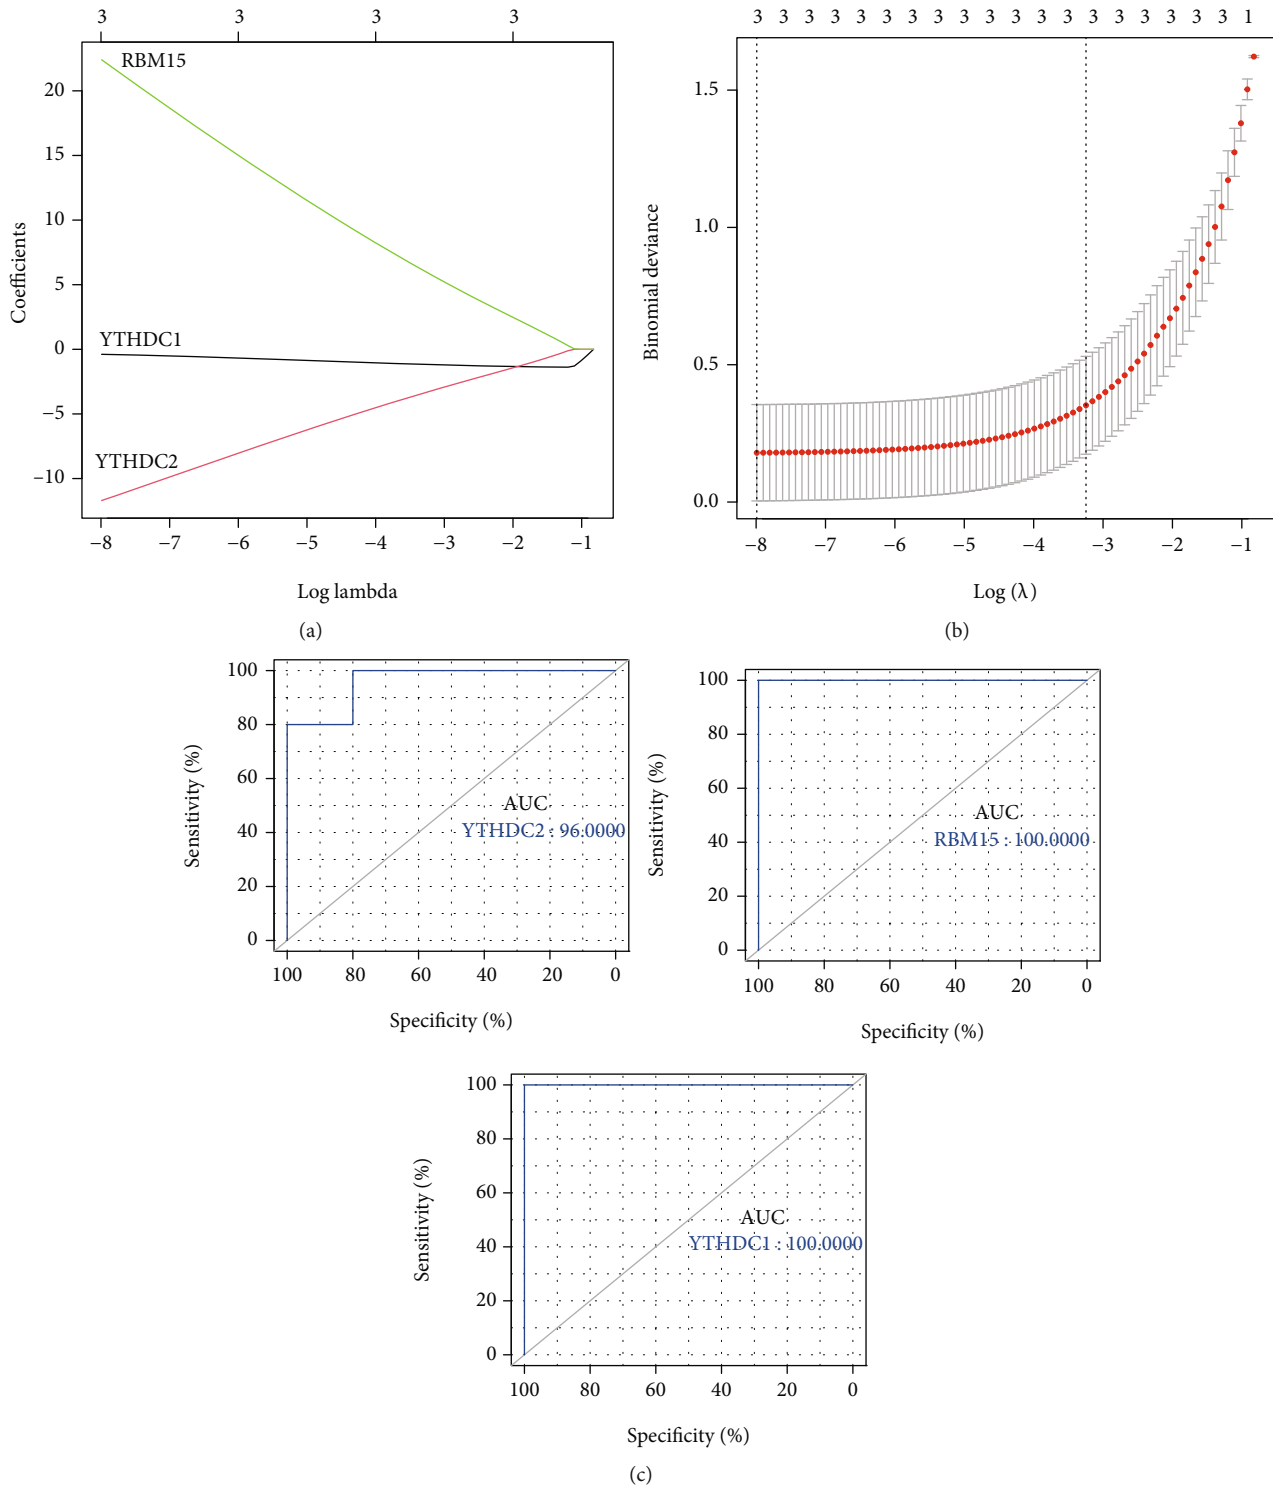 3 3 3 3
RBM15
YTHDC1
YTHDC2
20
15
10
5
0
−5
−10
Coefficients
−8 −7 −6 −5 −4 −3 −2 −1
Log lambda
(a)
3 3 3 3 3 3 3 3 3 3 3 3 3 3 3 3 3 3 3 1
1.5
1.0
0.5
0.0
Binomial deviance
−8 −7 −6 −5 −4 −3 −2 −1
Log (λ)
(b)
100
80
60
40
20
0
Sensitivity (%)
AUC
YTHDC2 : 96.0000
100 80 60 40 20 0
Specificity (%)
100
80
60
40
20
0
Sensitivity (%)
AUC
RBM15 : 100.0000
100 80 60 40 20 0
Specificity (%)
100
80
60
40
20
0
Sensitivity (%)
AUC
YTHDC1 : 100.0000
100 80 60 40 20 0
Specificity (%)
(c)